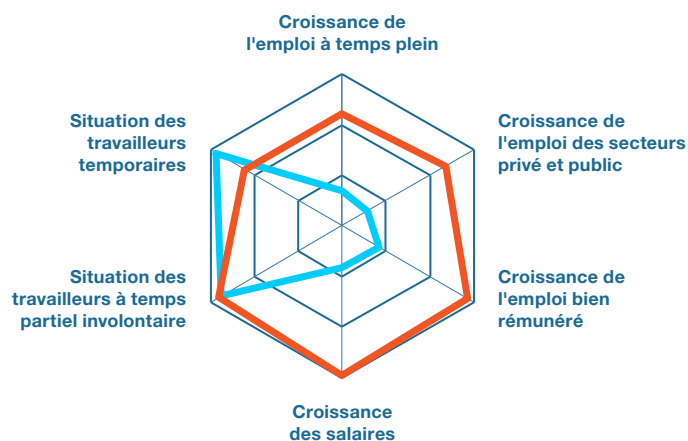 Croissance de
l'emploi à temps plein
Situation des
travailleurs
temporaires
Croissance de
l'emploi des secteurs
privé et public
Situation des
travailleurs à temps
partiel involontaire
Croissance de
l'emploi bien
rémunéré
Croissance
des salaires